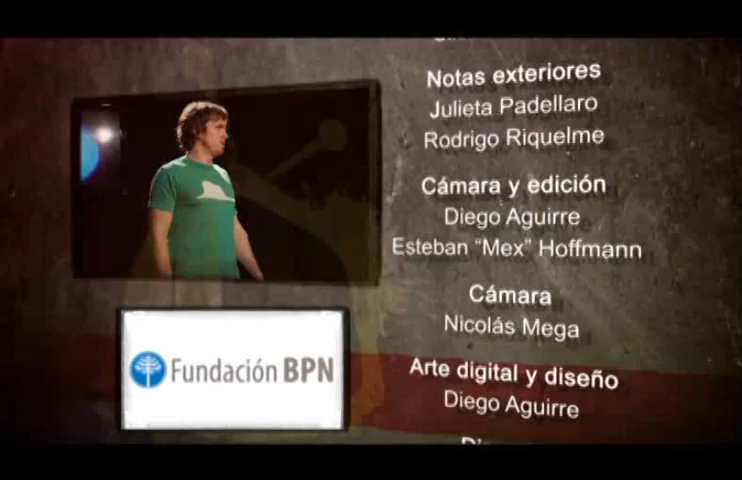 Notas exteriores
Julieta Padellaro
Rodrigo Riquelme
Cámara y edición
Diego Aguirre
Esteban “Mex” Hoffmann
Cámara
Nicolás Mega
Arte digital y diseño
Diego Aguirre
Fundación BPN